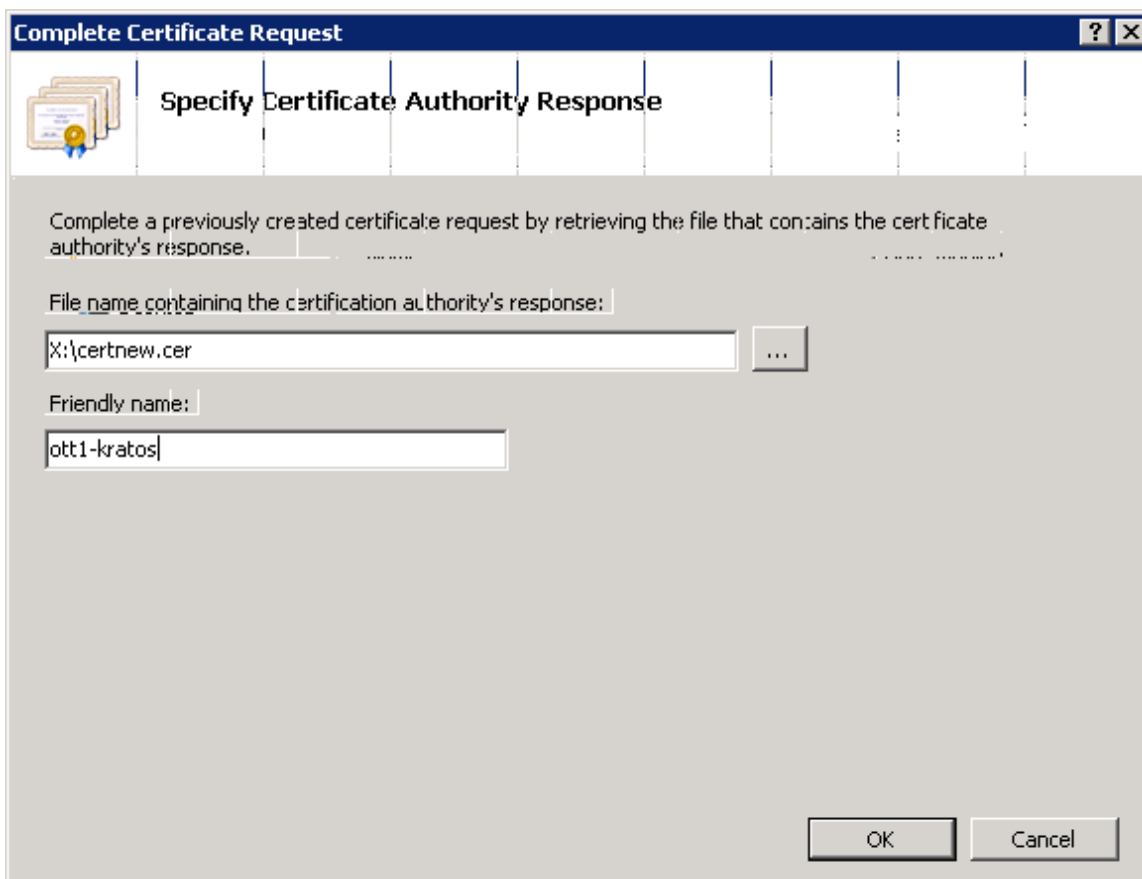 Complete Certificate Request
Specify Certificate Authority Response
Complete a previously created certificate request by retrieving the file that contains the certificate
authority's response.
File name containing the certification authority's response:
X:\certnew.cer
...
Friendly name:
ott1-kratos
OK
Cancel